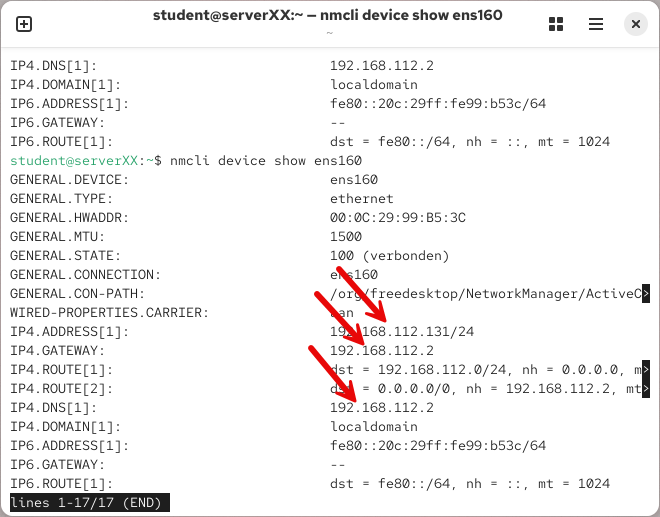 student@serverXX:~ — nmcli device show ens160
~
IP4.DNS[1]: 192.168.112.2
IP4.DOMAIN[1]: localdomain
IP6.ADDRESS[1]: fe80::20c:29ff:fe99:b53c/64
IP6.GATEWAY: --
IP6.ROUTE[1]: dst = fe80::/64, nh = ::, mt = 1024
student@serverXX:~$ nmcli device show ens160
GENERAL.DEVICE: ens160
GENERAL.TYPE: ethernet
GENERAL.HWADDR: 00:0C:29:99:B5:3C
GENERAL.MTU: 1500
GENERAL.STATE: 100 (verbonden)
GENERAL.CONNECTION: ens160
GENERAL.CON-PATH: /org/freedesktop/NetworkManager/ActiveC>
WIRED-PROPERTIES.CARRIER: aan
IP4.ADDRESS[1]: 192.168.112.131/24
IP4.GATEWAY: 192.168.112.2
IP4.ROUTE[1]: dst = 192.168.112.0/24, nh = 0.0.0.0, m>
IP4.ROUTE[2]: dst = 0.0.0.0/0, nh = 192.168.112.2, mt>
IP4.DNS[1]: 192.168.112.2
IP4.DOMAIN[1]: localdomain
IP6.ADDRESS[1]: fe80::20c:29ff:fe99:b53c/64
IP6.GATEWAY: --
IP6.ROUTE[1]: dst = fe80::/64, nh = ::, mt = 1024
lines 1-17/17 (END)